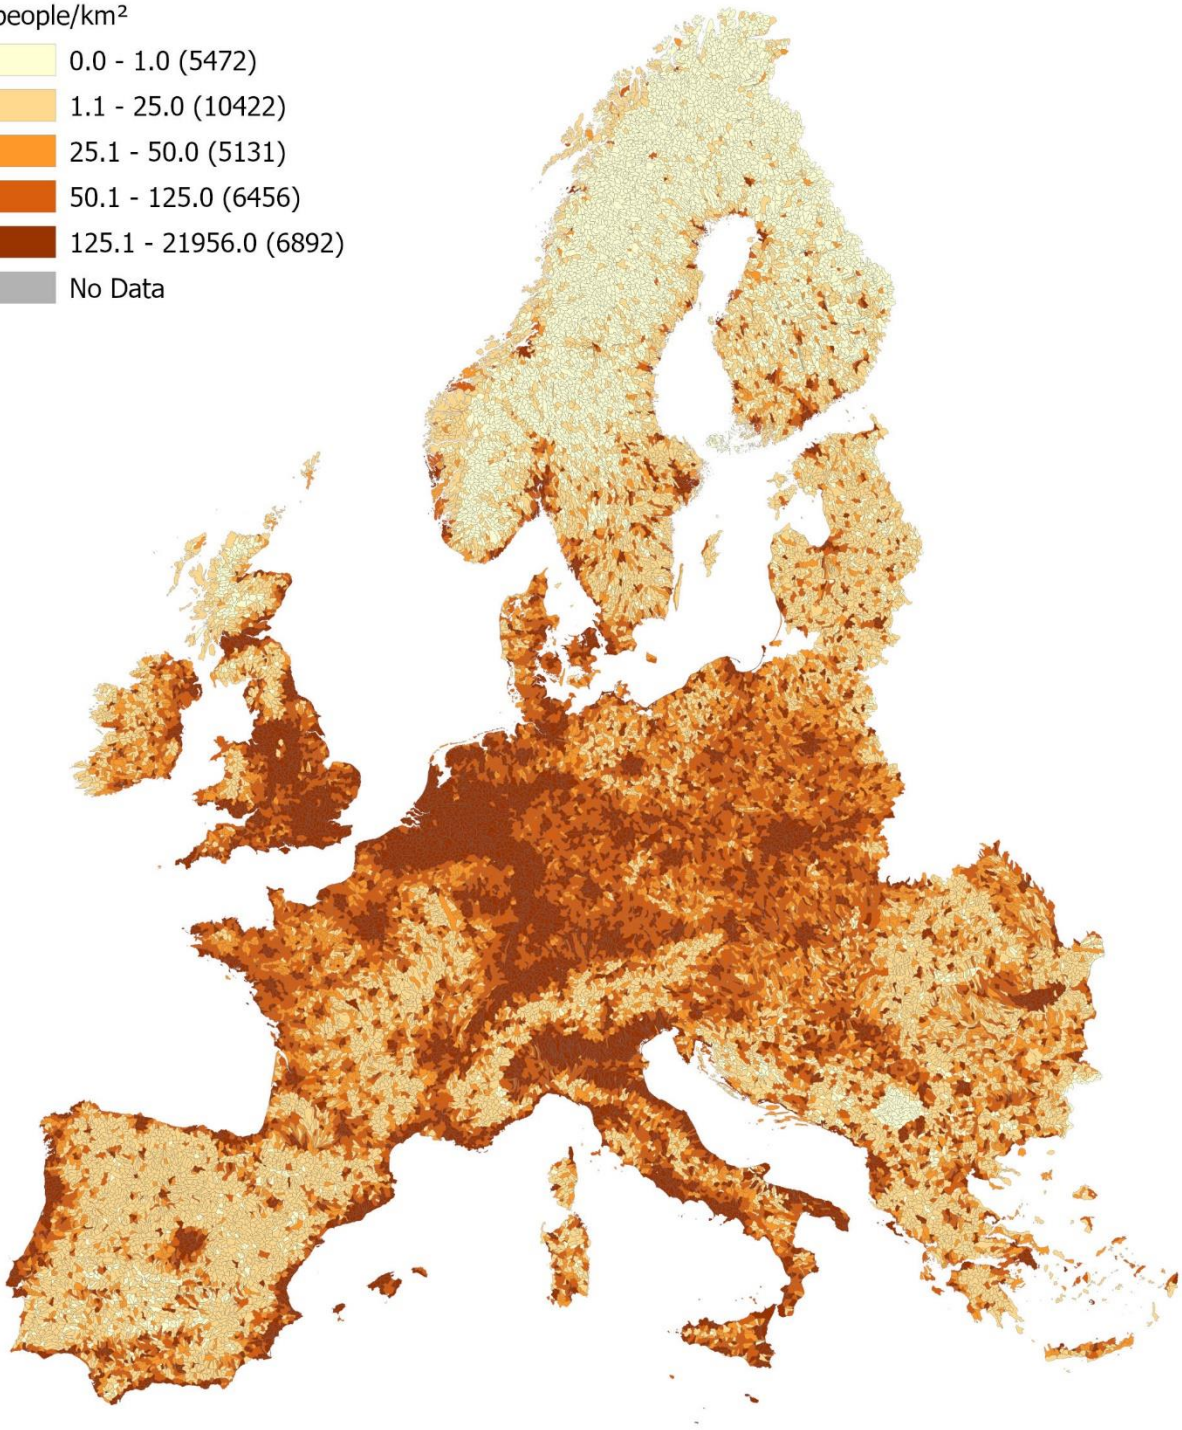 people/km²
0.0 - 1.0 (5472)
1.1 - 25.0 (10422)
25.1 - 50.0 (5131)
50.1 - 125.0 (6456)
125.1 - 21956.0 (6892)
No Data